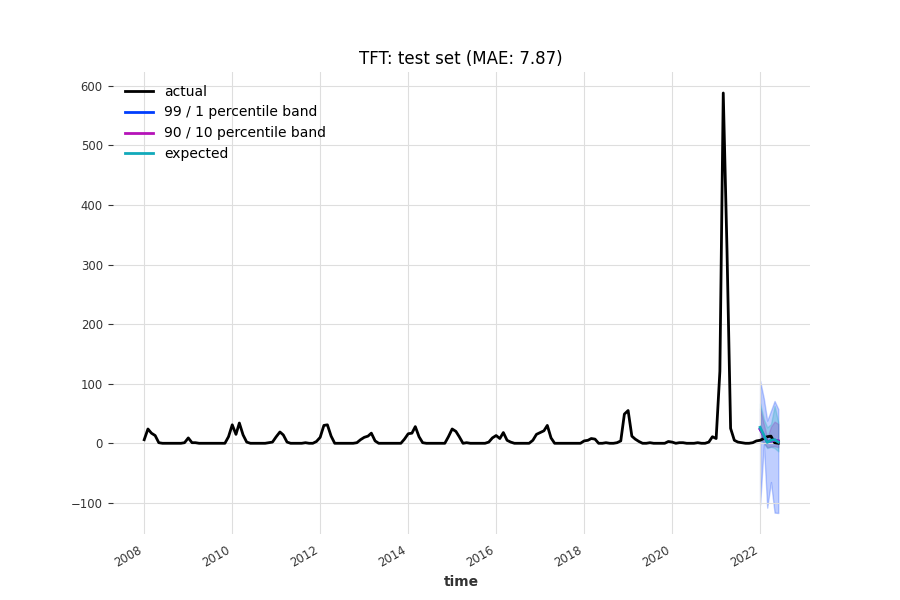 TFT: test set (MAE: 7.87)
actual
99 / 1 percentile band
90 / 10 percentile band
expected
600
500
400
300
200
100
0
−100
2008
2010
2012
2014
2016
2018
2020
2022
time